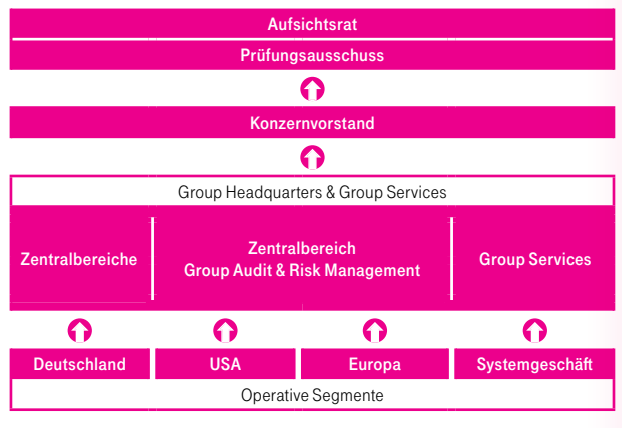 Aufsichtsrat
Prüfungsausschuss
Konzernvorstand
Group Headquarters & Group Services
Zentralbereiche
Zentralbereich
Group Audit & Risk Management
Group Services
Deutschland
USA
Europa
Systemgeschäft
Operative Segmente